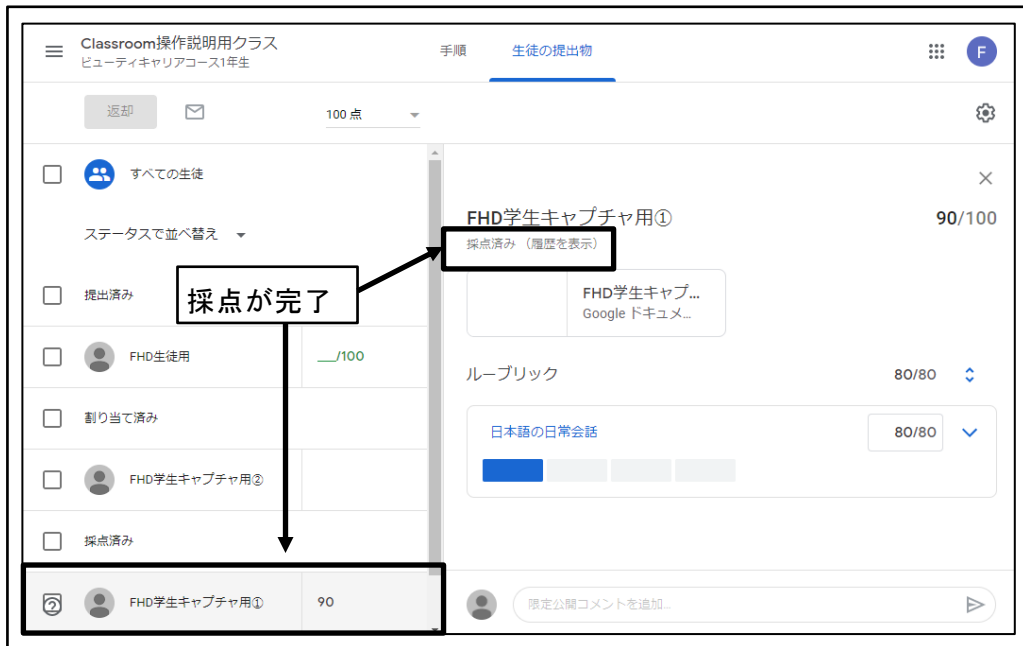 Classroom操作説明用クラス
ビューティキャリアコース1年生
手順
生徒の提出物
F
返却
100 点
すべての生徒
ステータスで並べ替え
提出済み
FHD生徒用
__/100
割り当て済み
FHD学生キャプチャ用②
採点済み
FHD学生キャプチャ用①
90
採点が完了
FHD学生キャプチャ用①
90/100
採点済み （履歴を表示）
FHD学生キャプ...
Google ドキュメ...
ルーブリック
80/80
日本語の日常会話
80/80
限定公開コメントを追加...